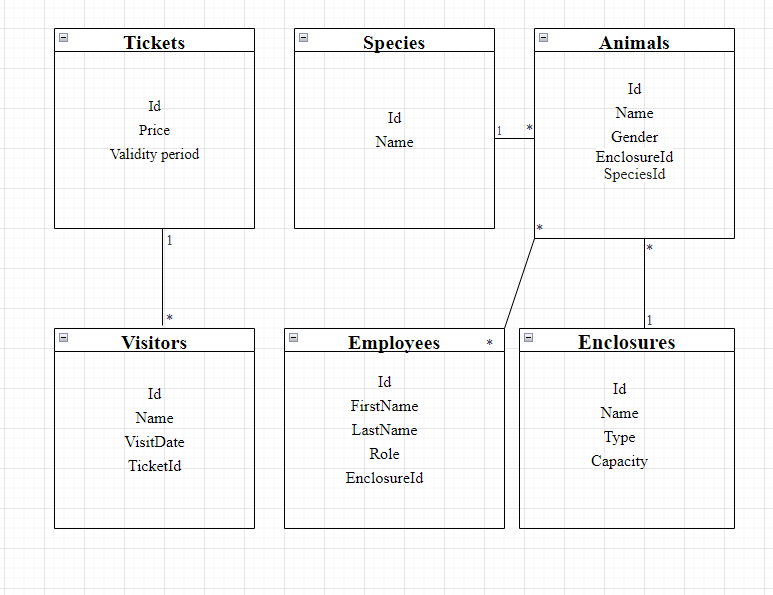 Tickets
Id
Price
Validity period
Species
Id
Name
Animals
Id
Name
Gender
EnclosureId
SpeciesId
1
*
1
*
*
*
1
*
Visitors
Id
Name
VisitDate
TicketId
Employees
Id
FirstName
LastName
Role
EnclosureId
Enclosures
Id
Name
Type
Capacity